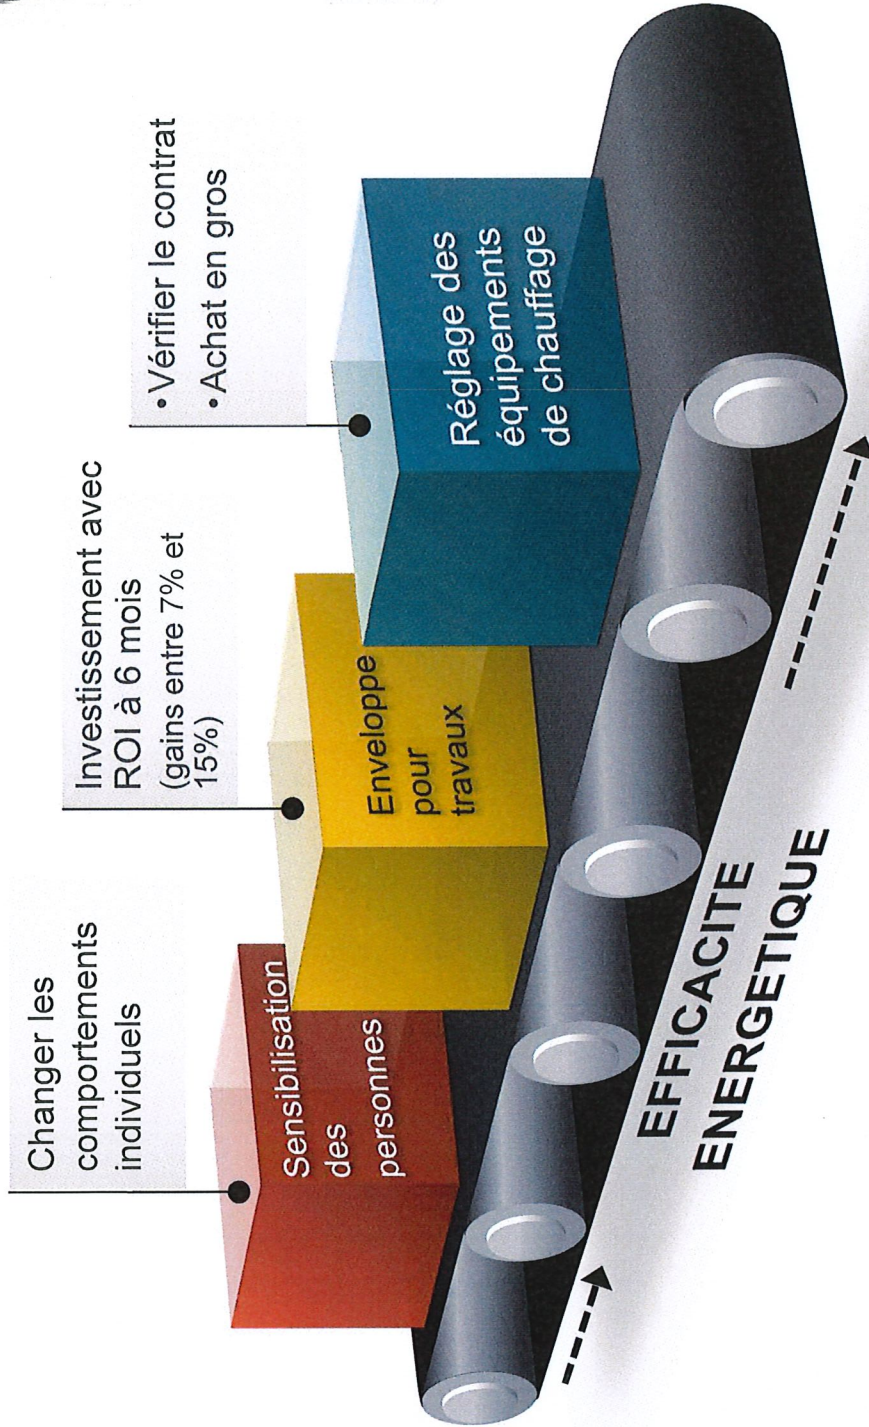 Changer les
comportements
individuels
Sensibilisation
des
personnes
Investissement avec
ROI à 6 mois
(gains entre 7% et
15%)
Enveloppe
pour
travaux
•Vérifier le contrat
•Achat en gros
Réglage des
équipements
de chauffage
EFFICACITE
ENERGETIQUE